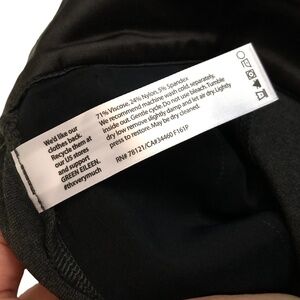 We'd like our
clothes back.
Recycle them at
our US stores
and support
GREEN EILEEN.
#thxverymuch
71% Viscose, 24% Nylon, 5% Spandex
We recommend machine wash cold, separately,
inside out. Gentle cycle. Do not use bleach. Tumble
dry low remove slightly damp and let air dry. Lightly
press to restore. May be dry cleaned.
RN# 78121/CA#34460 F161P